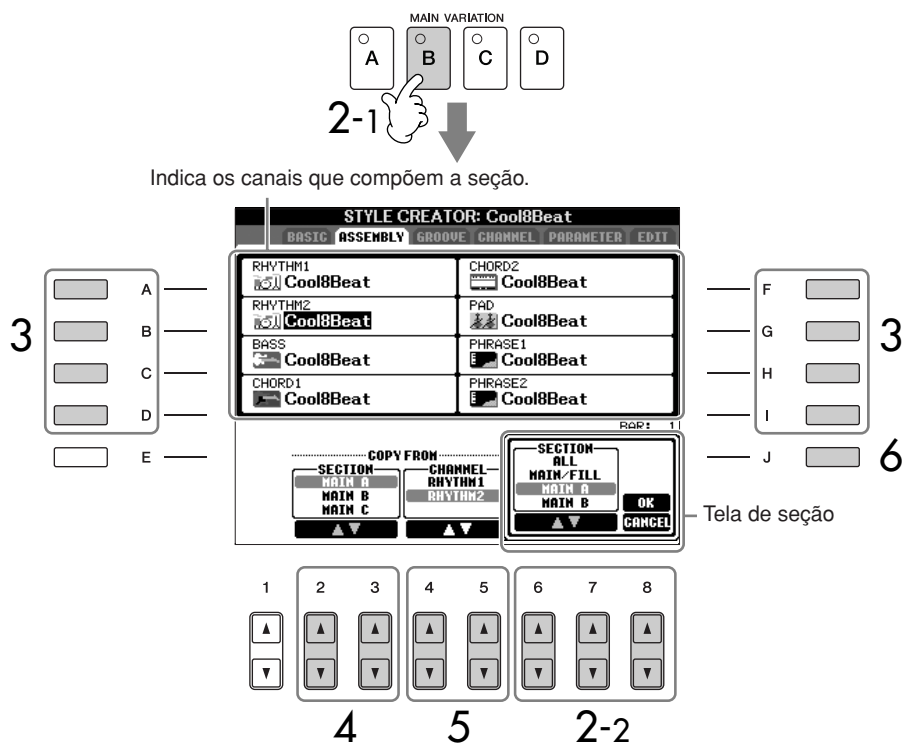 MAIN VARIATION
A B C D
2-1
Indica os canais que compõem a seção.
STYLE CREATOR: Cool8Beat
BASIC ASSEMBLY GROOVE CHANNEL PARAMETER EDIT
RHYTHM1
Cool8Beat
CHORD2
Cool8Beat
RHYTHM2
Cool8Beat
PAD
Cool8Beat
BASS
Cool8Beat
PHRASE1
Cool8Beat
CHORD1
Cool8Beat
PHRASE2
Cool8Beat
3
A
B
C
D
E
F
G
H
I
J
3
6
BAR: 1
COPY FROM
SECTION
MAIN A
MAIN B
MAIN C
CHANNEL
RHYTHM1
RHYTHM2
SECTION
ALL
MAIN/FILL
MAIN A
MAIN B
OK
CANCEL
Tela de seção
1 2 3 4 5 6 7 8
4 5 2-2